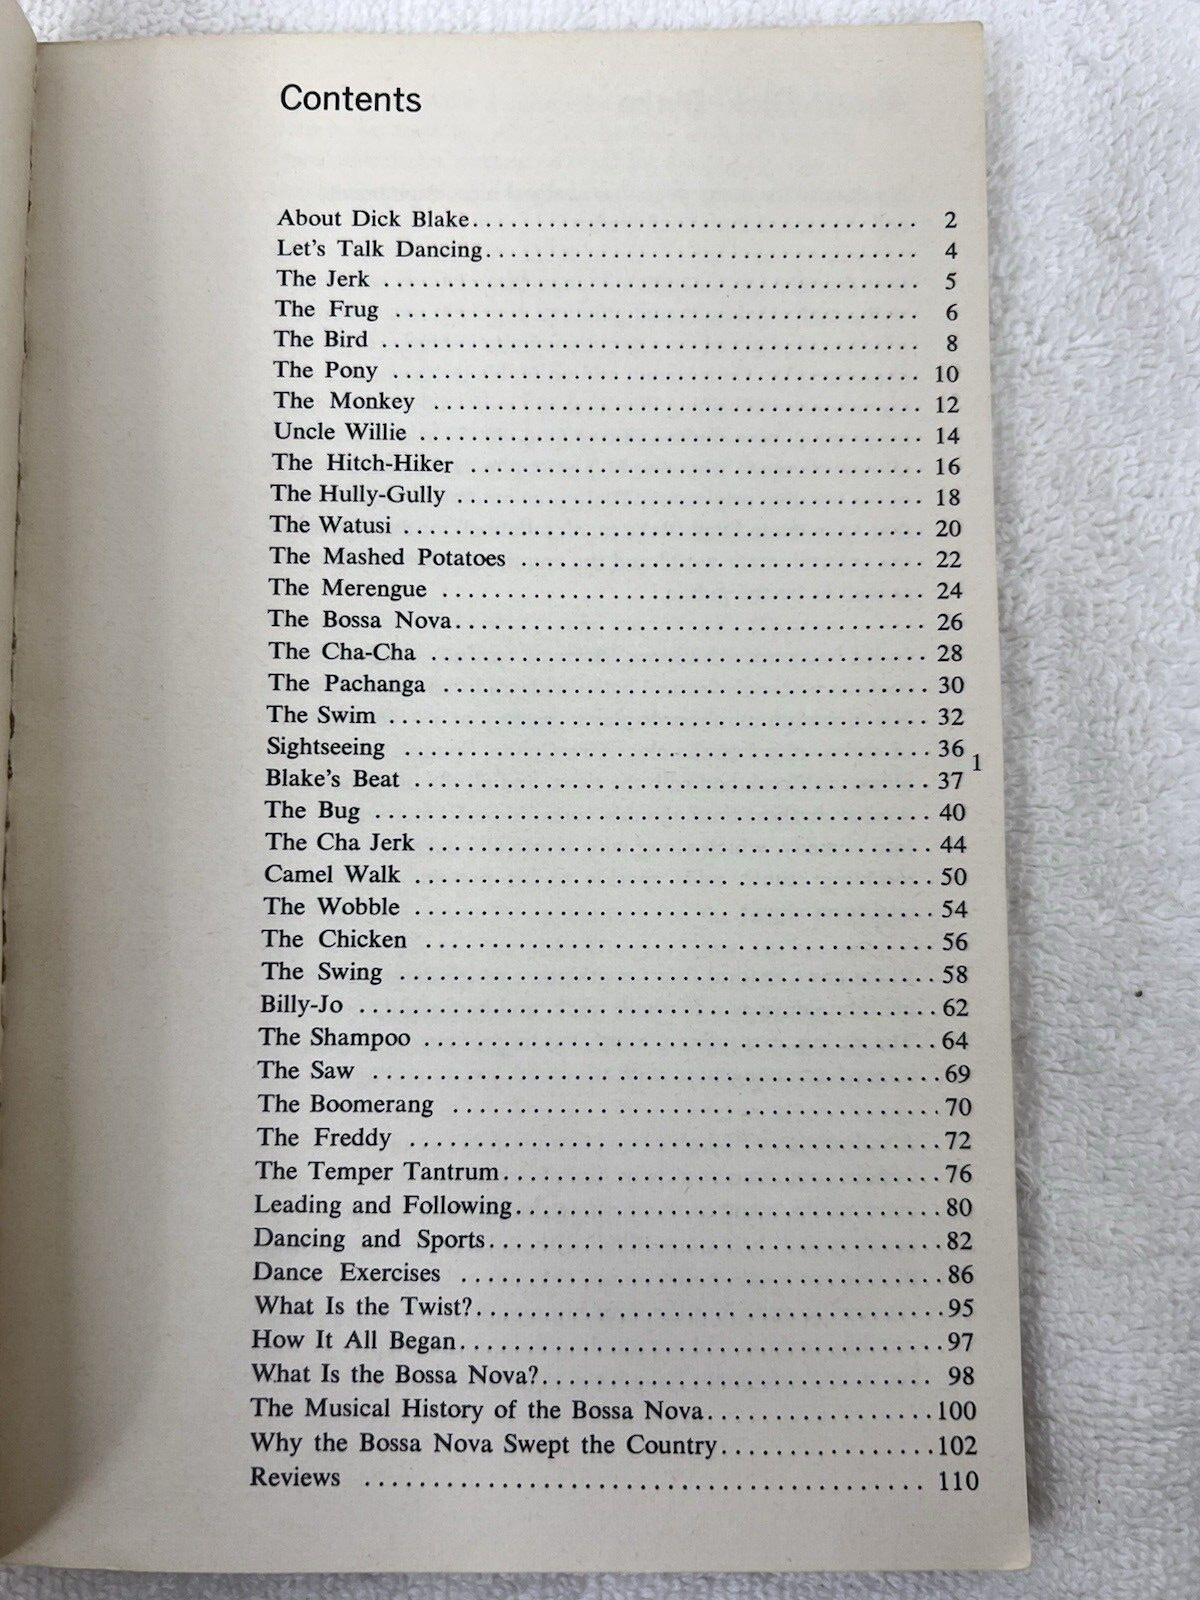 Contents
About Dick Blake................................... 2
Let's Talk Dancing.................................. 4
The Jerk .......................................... 5
The Frug ......................................... 6
The Bird .......................................... 8
The Pony ......................................... 10
The Monkey ...................................... 12
Uncle Willie ....................................... 14
The Hitch-Hiker ................................... 16
The Hully-Gully .................................... 18
The Watusi ........................................ 20
The Mashed Potatoes ............................... 22
The Merengue ..................................... 24
The Bossa Nova..................................... 26
The Cha-Cha ....................................... 28
The Pachanga ...................................... 30
The Swim .......................................... 32
Sightseeing ......................................... 36
1
Blake's Beat ........................................ 37
The Bug ........................................... 40
The Cha Jerk ....................................... 44
Camel Walk ........................................ 50
The Wobble ........................................ 54
The Chicken ....................................... 56
The Swing ......................................... 58
Billy-Jo ............................................ 62
The Shampoo ....................................... 64
The Saw ........................................... 69
The Boomerang ..................................... 70
The Freddy ......................................... 72
The Temper Tantrum................................. 76
Leading and Following................................ 80
Dancing and Sports.................................. 82
Dance Exercises ..................................... 86
What Is the Twist?................................... 95
How It All Began.................................... 97
What Is the Bossa Nova?.............................. 98
The Musical History of the Bossa Nova.................100
Why the Bossa Nova Swept the Country................102
Reviews ........................................... 110